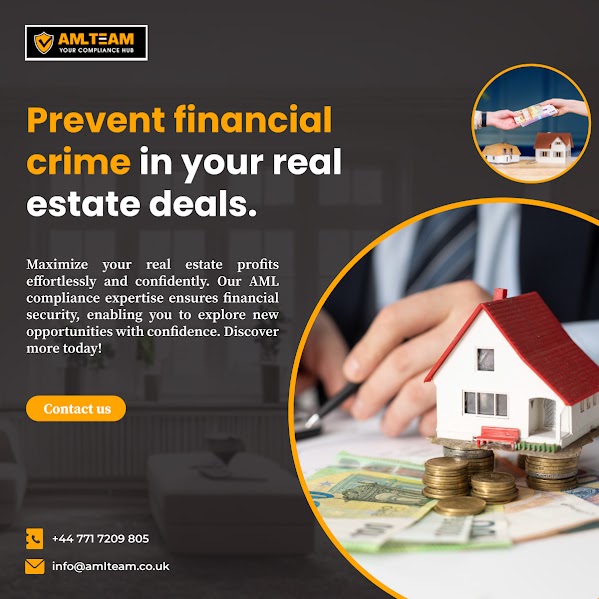 AMLTEAM
YOUR COMPLIANCE HUB
Prevent financial
crime in your real
estate deals.
Maximize your real estate profits
effortlessly and confidently. Our AML
compliance expertise ensures financial
security, enabling you to explore new
opportunities with confidence. Discover
more today!
Contact us
+44 771 7209 805
info@amlteam.co.uk